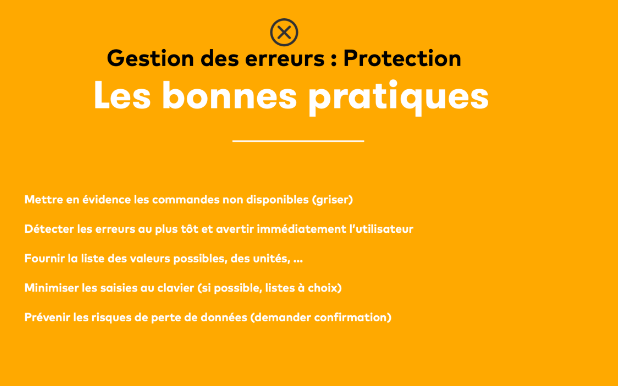 Gestion des erreurs : Protection
Les bonnes pratiques
Mettre en évidence les commandes non disponibles (griser)
Détecter les erreurs au plus tôt et avertir immédiatement l'utilisateur
Fournir la liste des valeurs possibles, des unités, ...
Minimiser les saisies au clavier (si possible, listes à choix)
Prévenir les risques de perte de données (demander confirmation)